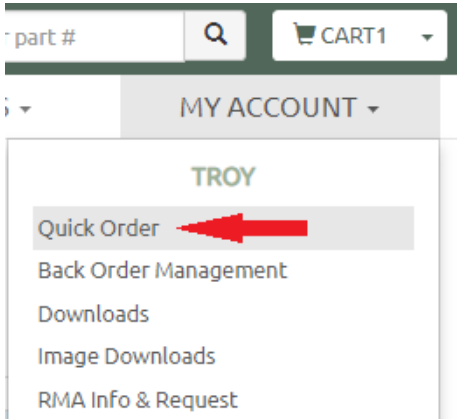 part #
CART1
MY ACCOUNT
TROY
Quick Order
Back Order Management
Downloads
Image Downloads
RMA Info & Request